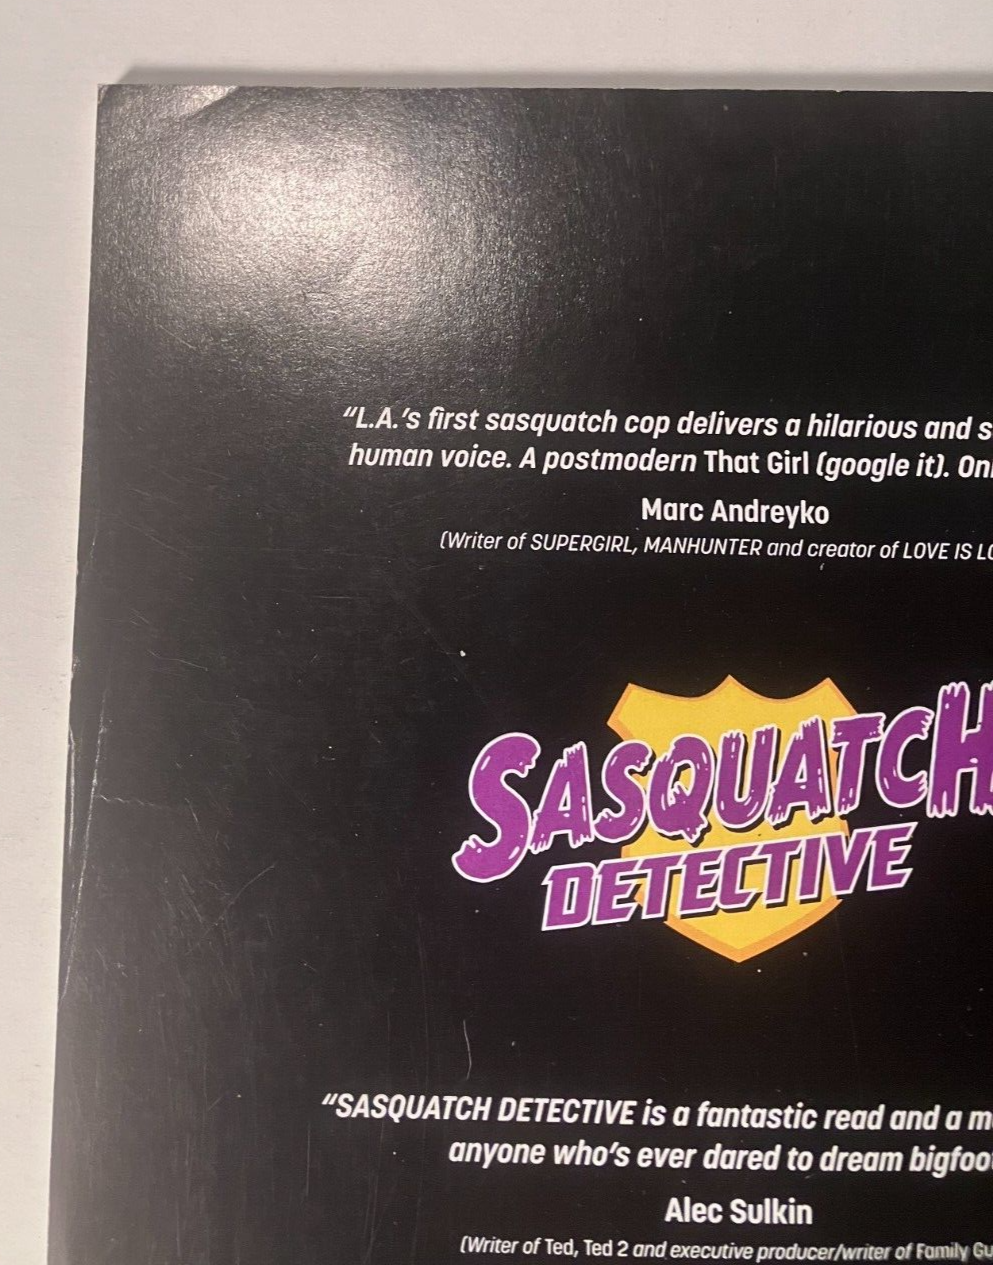 “L.A.’s first sasquatch cop delivers a hilarious and s
human voice. A postmodern That Girl (google it). On
Marc Andreyko
(Writer of SUPERGIRL, MANHUNTER and creator of LOVE IS LO
SASQUATCH
DETECTIVE
“SASQUATCH DETECTIVE is a fantastic read and a m
anyone who’s ever dared to dream bigfoot
Alec Sulkin
(Writer of Ted, Ted 2 and executive producer/writer of Family Gu